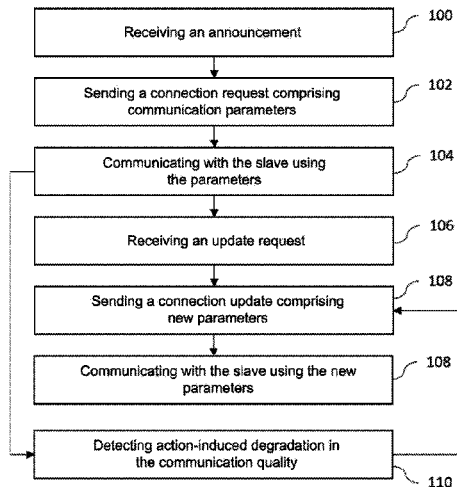 Receiving an announcement
100
Sending a connection request comprising
communication parameters
102
Communicating with the slave using
the parameters
104
Receiving an update request
106
Sending a connection update comprising
new parameters
108
Communicating with the slave using the new
parameters
108
Detecting action-induced degradation in
the communication quality
110